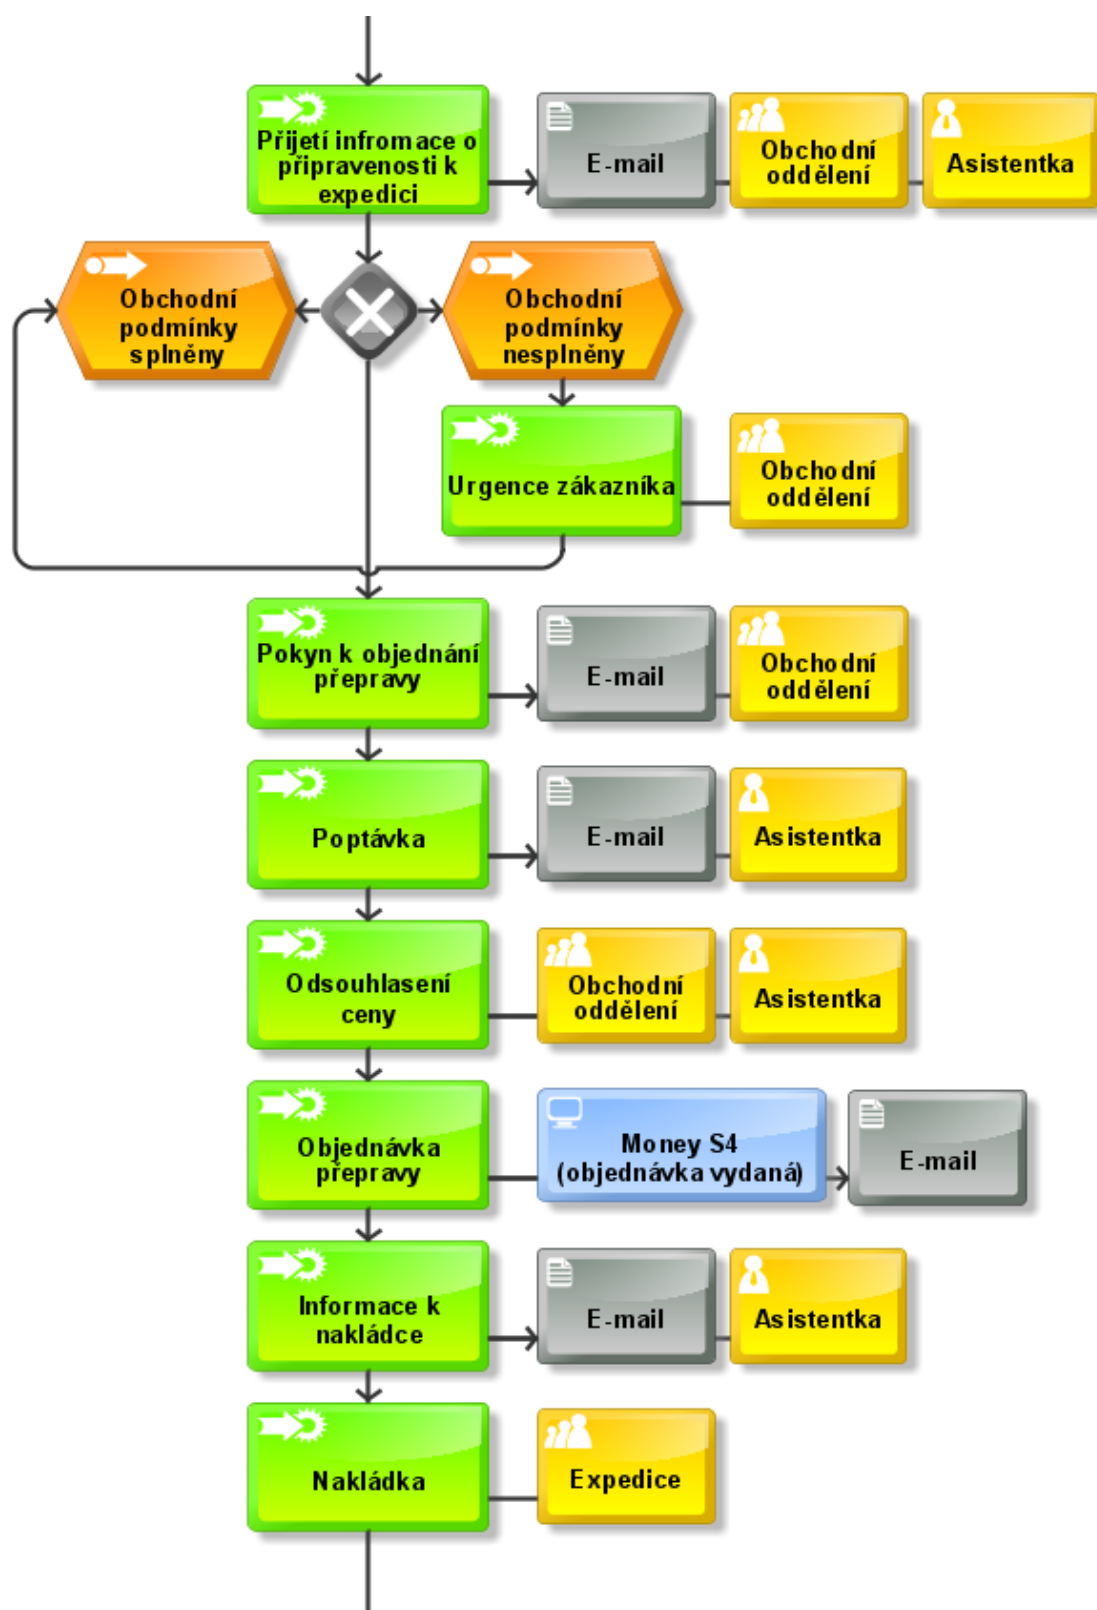 Přijetí infromace o
připravenosti k
expedici
E-mail
Obchodní
oddělení
Asistentka
Obchodní
podmínky
splněny
Obchodní
podmínky
nesplněny
Urgence zákazníka
Obchodní
oddělení
Pokyn k objednání
přepravy
E-mail
Obchodní
oddělení
Poptávka
E-mail
Asistentka
Odsouhlasení
ceny
Obchodní
oddělení
Asistentka
Objednávka
přepravy
Money S4
(objednávka vydaná)
E-mail
Informace k
nakládce
E-mail
Asistentka
Nakládka
Expedice